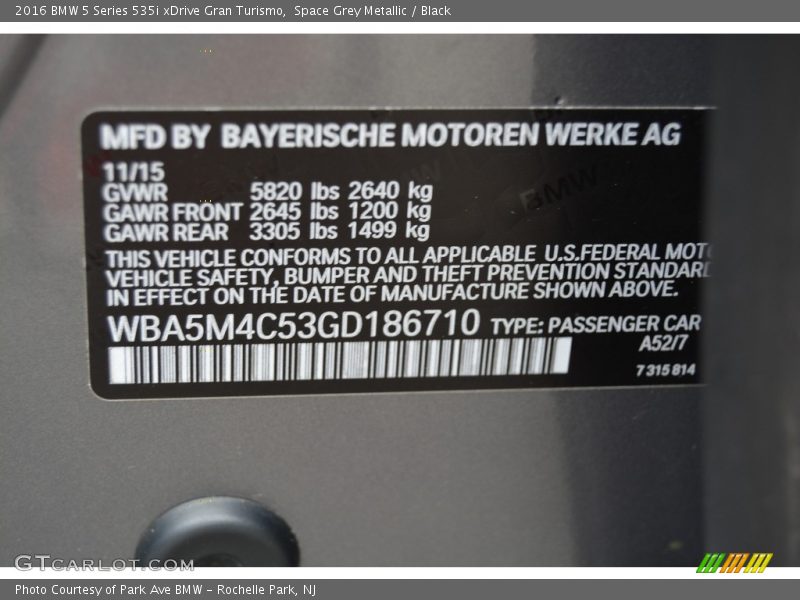 2016 BMW 5 Series 535i xDrive Gran Turismo,  Space Grey Metallic / Black
MFD BY BAYERISCHE MOTOREN WERKE AG
11/15
GVWR 5820 lbs 2640 kg
GAWR FRONT 2645 lbs 1200 kg
GAWR REAR 3305 lbs 1499 kg
THIS VEHICLE CONFORMS TO ALL APPLICABLE U.S.FEDERAL
VEHICLE SAFETY, BUMPER AND THEFT PREVENTION
IN EFFECT ON THE DATE OF MANUFACTURE SHOWN ABOVE.
WBA5M4C53GD186710 TYPE: PASSENGER CAR
A52/7
7 315 814
GTCARLOT.COM
Photo Courtesy of Park Ave BMW - Rochelle Park, NJ